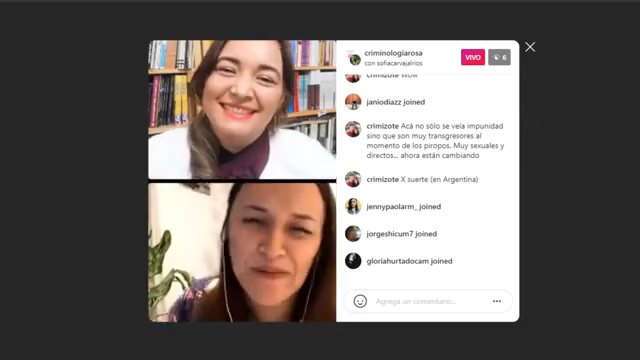 criminologiarosa
con sofiacarvajalrios
VIVO
6
crimizote Wow
janiodiazz joined
crimizote Acá no sólo se veía impunidad
sino que son muy transgresores al
momento de los piropos. Muy sexuales y
directos... ahora están cambiando
crimizote X suerte (en Argentina)
jennypaolarm_ joined
jorgeshicum7 joined
gloriahurtadocam joined
Agrega un comentario...